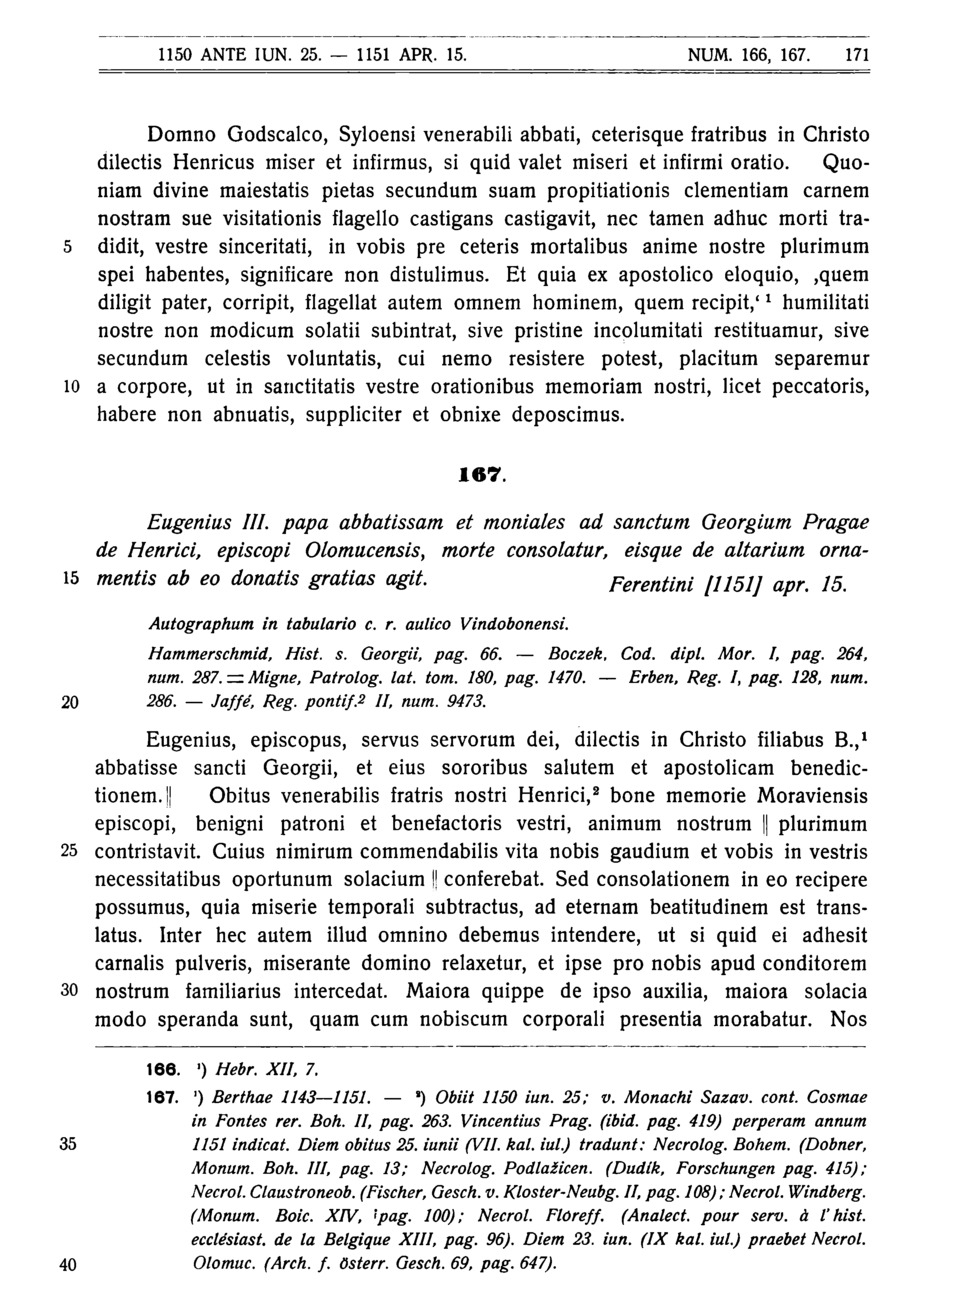 1150 ANTE IUN. 25. — 1151 APR. 15. NUM. 166, 167. 171
Domno Godscalco, Syloensi venerabili abbati, ceterisque fratribus in Christo
dilectis Henricus miser et infirmus, si quid valet miseri et infirmi oratio. Quo-
niam divine maiestatis pietas secundum suam propitiationis clementiam carnem
nostram sue visitationis flagello castigans castigavit, nec tamen adhuc morti tra-
5 didit, vestre sinceritati, in vobis pre ceteris mortalibus anime nostre plurimum
spei habentes, significare non distulimus. Et quia ex apostolico eloquio, ‚quem
diligit pater, corripit, flagellat autem omnem hominem, quem recipit,‘ ¹ humilitati
nostre non modicum solatii subintrat, sive pristine incolumitati restituamur, sive
secundum celestis voluntatis, cui nemo resistere potest, placitum separemur
10 a corpore, ut in sanctitatis vestre orationibus memoriam nostri, licet peccatoris,
habere non abnuatis, suppliciter et obnixe deposcimus.
167.
Eugenius III. papa abbatissam et moniales ad sanctum Georgium Pragae
de Henrici, episcopi Olomucensis, morte consolatur, eisque de altarium orna-
15 mentis ab eo donatis gratias agit. Ferentini [1151] apr. 15.
Autographum in tabulario c. r. aulico Vindobonensi.
Hammerschmid, Hist. s. Georgii, pag. 66. — Boczek, Cod. dipl. Mor. I, pag. 264,
num. 287. = Migne, Patrolog. lat. tom. 180, pag. 1470. — Erben, Reg. I, pag. 128, num.
20 286. — Jaffé, Reg. pontif.² II, num. 9473.
Eugenius, episcopus, servus servorum dei, dilectis in Christo filiabus B.,¹
abbatisse sancti Georgii, et eius sororibus salutem et apostolicam benedic-
tionem. || Obitus venerabilis fratris nostri Henrici,² bone memorie Moraviensis
episcopi, benigni patroni et benefactoris vestri, animum nostrum || plurimum
25 contristavit. Cuius nimirum commendabilis vita nobis gaudium et vobis in vestris
necessitatibus oportunum solacium || conferebat. Sed consolationem in eo recipere
possumus, quia miserie temporali subtractus, ad eternam beatitudinem est trans-
latus. Inter hec autem illud omnino debemus intendere, ut si quid ei adhesit
carnalis pulveris, miserante domino relaxetur, et ipse pro nobis apud conditorem
30 nostrum familiarius intercedat. Maiora quippe de ipso auxilia, maiora solacia
modo speranda sunt, quam cum nobiscum corporali presentia morabatur. Nos
166. ¹) Hebr. XII, 7.
167. ¹) Berthae 1143—1151. — ²) Obiit 1150 iun. 25; v. Monachi Sazav. cont. Cosmae
in Fontes rer. Boh. II, pag. 263. Vincentius Prag. (ibid. pag. 419) perperam annum
35 1151 indicat. Diem obitus 25. iunii (VII. kal. iul.) tradunt: Necrolog. Bohem. (Dobner,
Monum. Boh. III, pag. 13; Necrolog. Podlažicen. (Dudík, Forschungen pag. 415);
Necrol. Claustroneob. (Fischer, Gesch. v. Kloster-Neubg. II, pag. 108); Necrol. Windberg.
(Monum. Boic. XIV, pag. 100); Necrol. Flóreff. (Analect. pour serv. à l'hist.
ecclésiast. de la Belgique XIII, pag. 96). Diem 23. iun. (IX kal. iul.) praebet Necrol.
40 Olomuc. (Arch. f. österr. Gesch. 69, pag. 647).